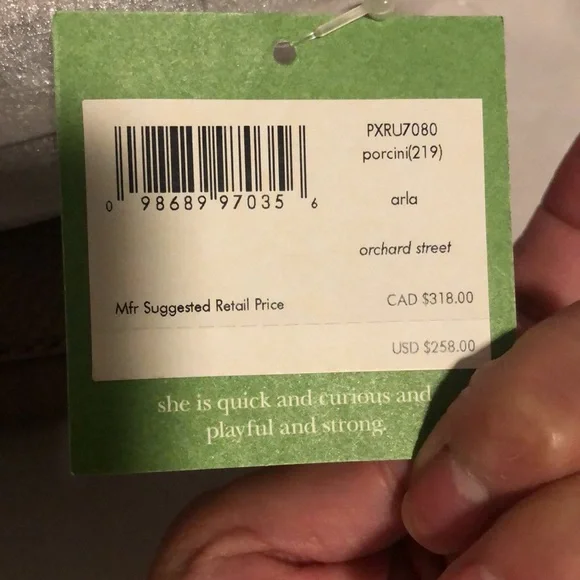 PXRU7080
porcini(219)
arla
orchard street
0 98689 97035 6
Mfr Suggested Retail Price
CAD $318.00
USD $258.00
she is quick and curious and
playful and strong.